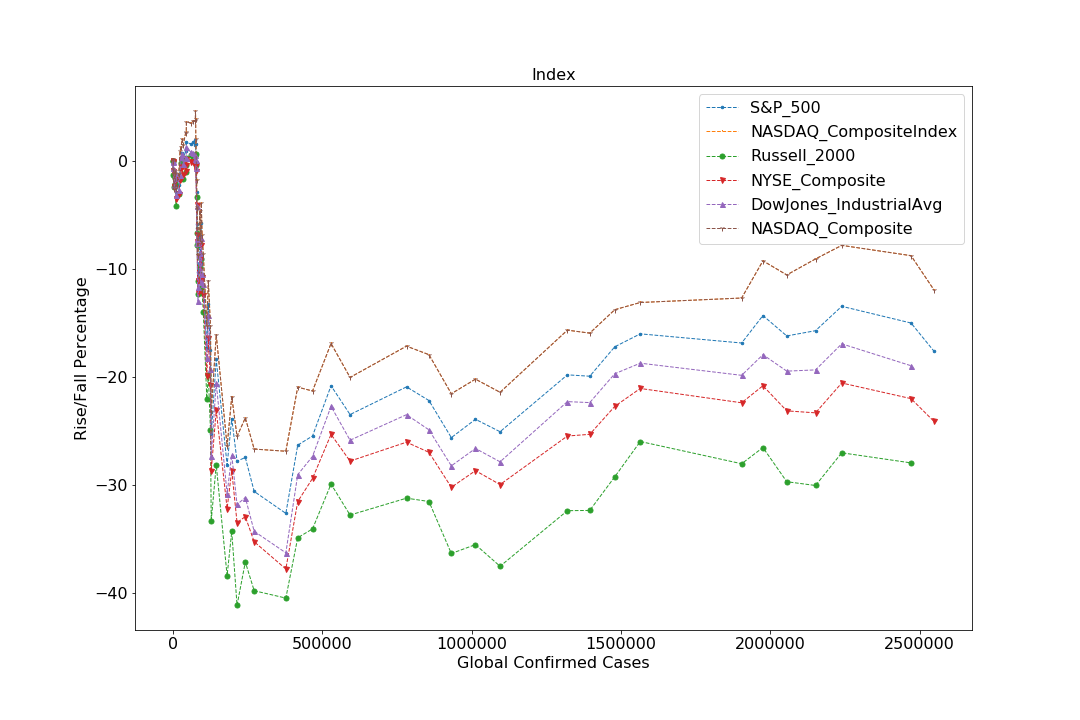 Index
S&P_500
NASDAQ_CompositeIndex
Russell_2000
NYSE_Composite
DowJones_IndustrialAvg
NASDAQ_Composite
Rise/Fall Percentage
0
−10
−20
−30
−40
0
500000
1000000
1500000
2000000
2500000
Global Confirmed Cases